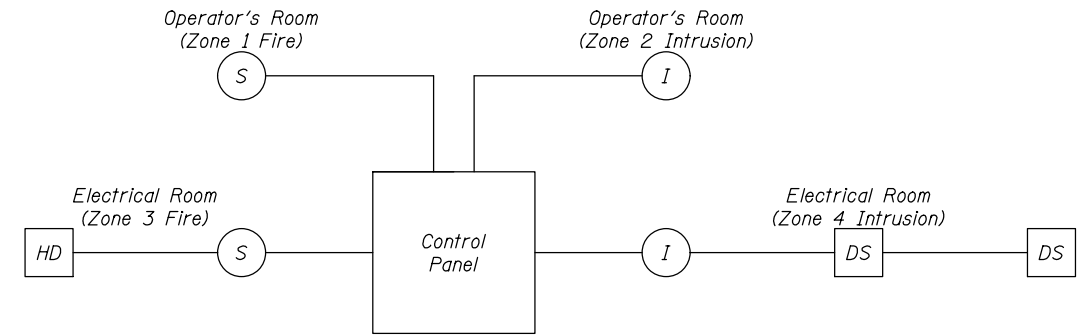 Operator's Room
(Zone 1 Fire)
S
Operator's Room
(Zone 2 Intrusion)
I
Electrical Room
(Zone 3 Fire)
HD
S
Control
Panel
I
Electrical Room
(Zone 4 Intrusion)
DS
DS